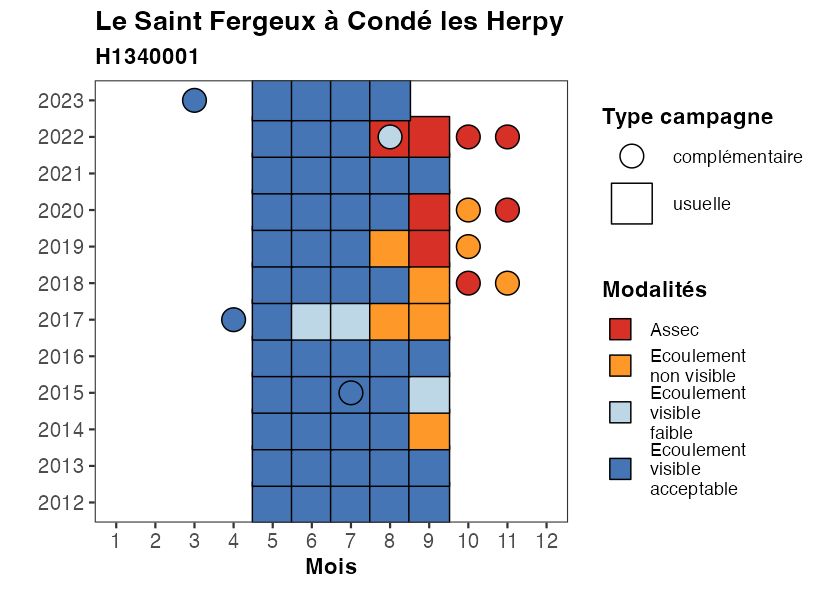 Le Saint Fergeux à Condé les Herpy
H1340001
2023
2022
2021
2020
2019
2018
2017
2016
2015
2014
2013
2012
1 2 3 4 5 6 7 8 9 10 11 12
Mois
Type campagne
complémentaire
usuelle
Modalités
Assec
Ecoulement
non visible
Ecoulement
visible
faible
Ecoulement
visible
acceptable